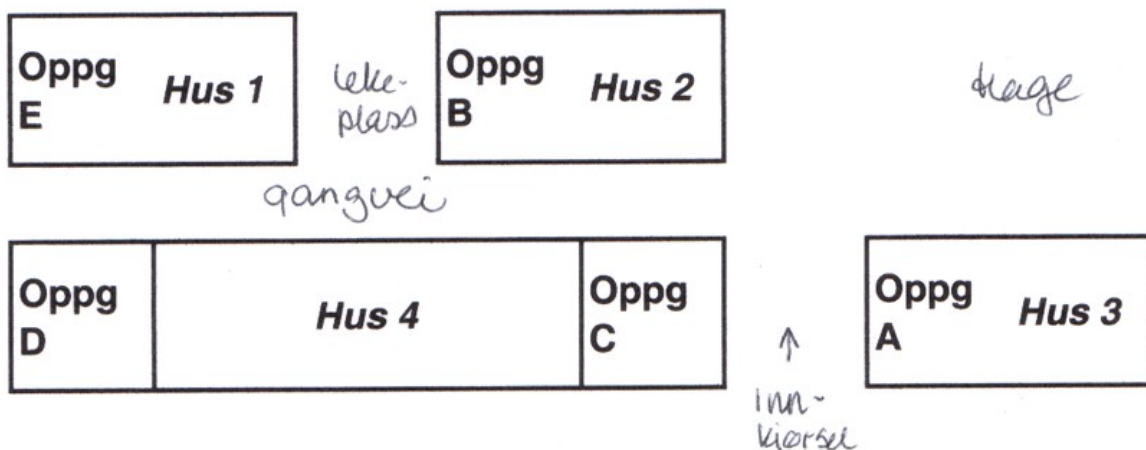 Oppg
E
Hus 1
leke-
plass
Oppg
B
Hus 2
Hage
gangvei
Oppg
D
Hus 4
Oppg
C
Oppg
A
Hus 3
Inn-
kjørsel